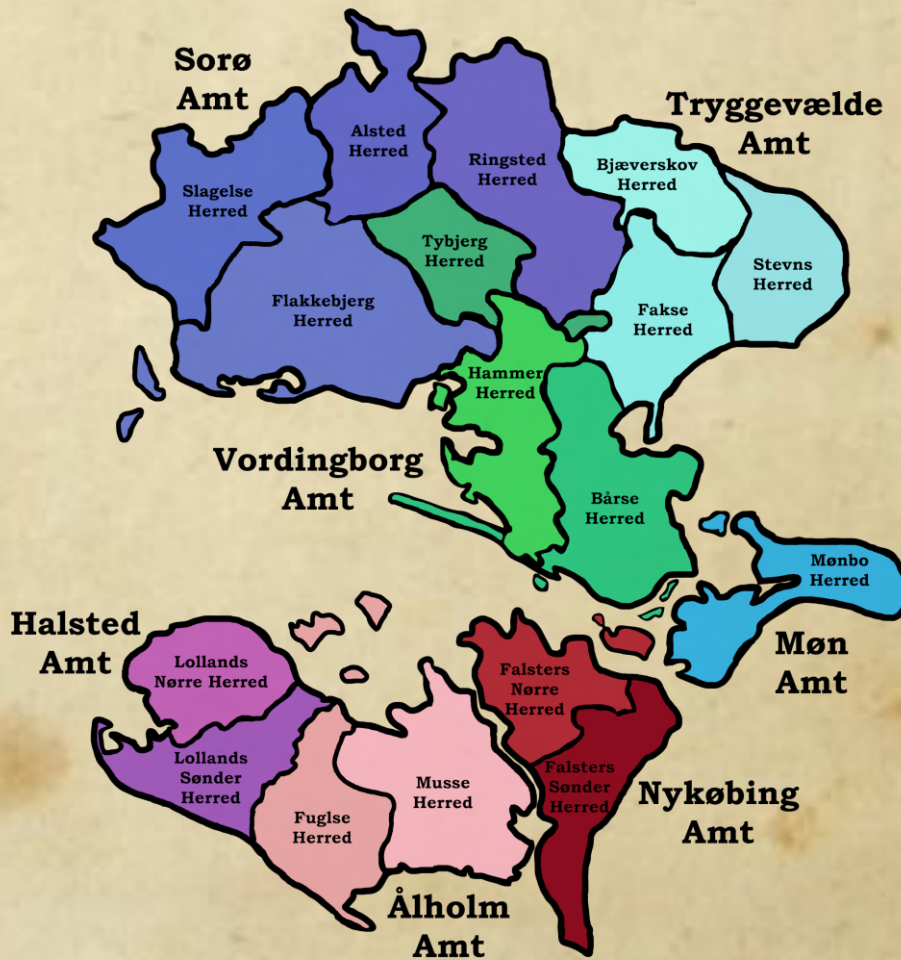 Sorø
Amt
Tryggevælde
Amt
Alsted
Herred
Ringsted
Herred
Bjæverskov
Herred
Slagelse
Herred
Tybjerg
Herred
Stevns
Herred
Flakkebjerg
Herred
Fakse
Herred
Hammer
Herred
Vordingborg
Amt
Bårse
Herred
Mønbo
Herred
Halsted
Amt
Møn
Amt
Lollands
Nørre Herred
Falsters
Nørre
Herred
Lollands
Sønder
Herred
Musse
Herred
Falsters
Sønder
Herred
Nykøbing
Amt
Fuglse
Herred
Ålholm
Amt